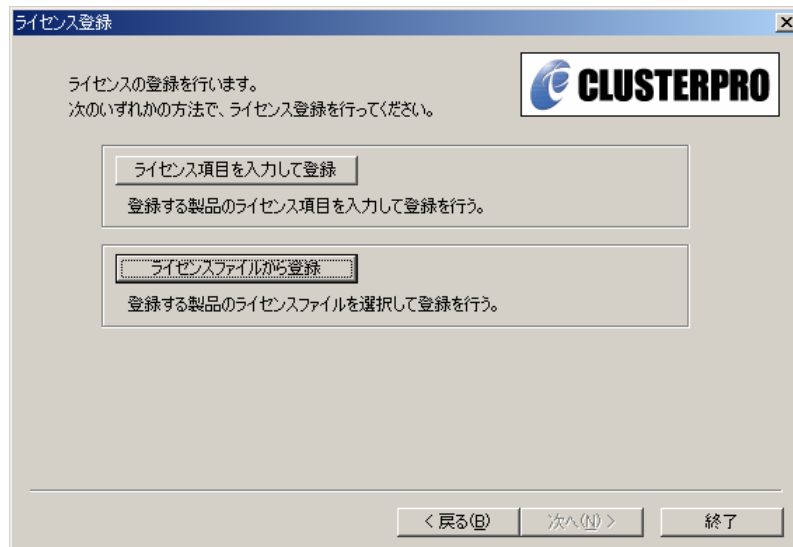 ライセンス登録
CLUSTERPRO
ライセンスの登録を行います。
次のいずれかの方法で、ライセンス登録を行ってください。
ライセンス項目を入力して登録
登録する製品のライセンス項目を入力して登録を行う。
ライセンスファイルから登録
登録する製品のライセンスファイルを選択して登録を行う。
< 戻る(B)
次へ(N) >
終了